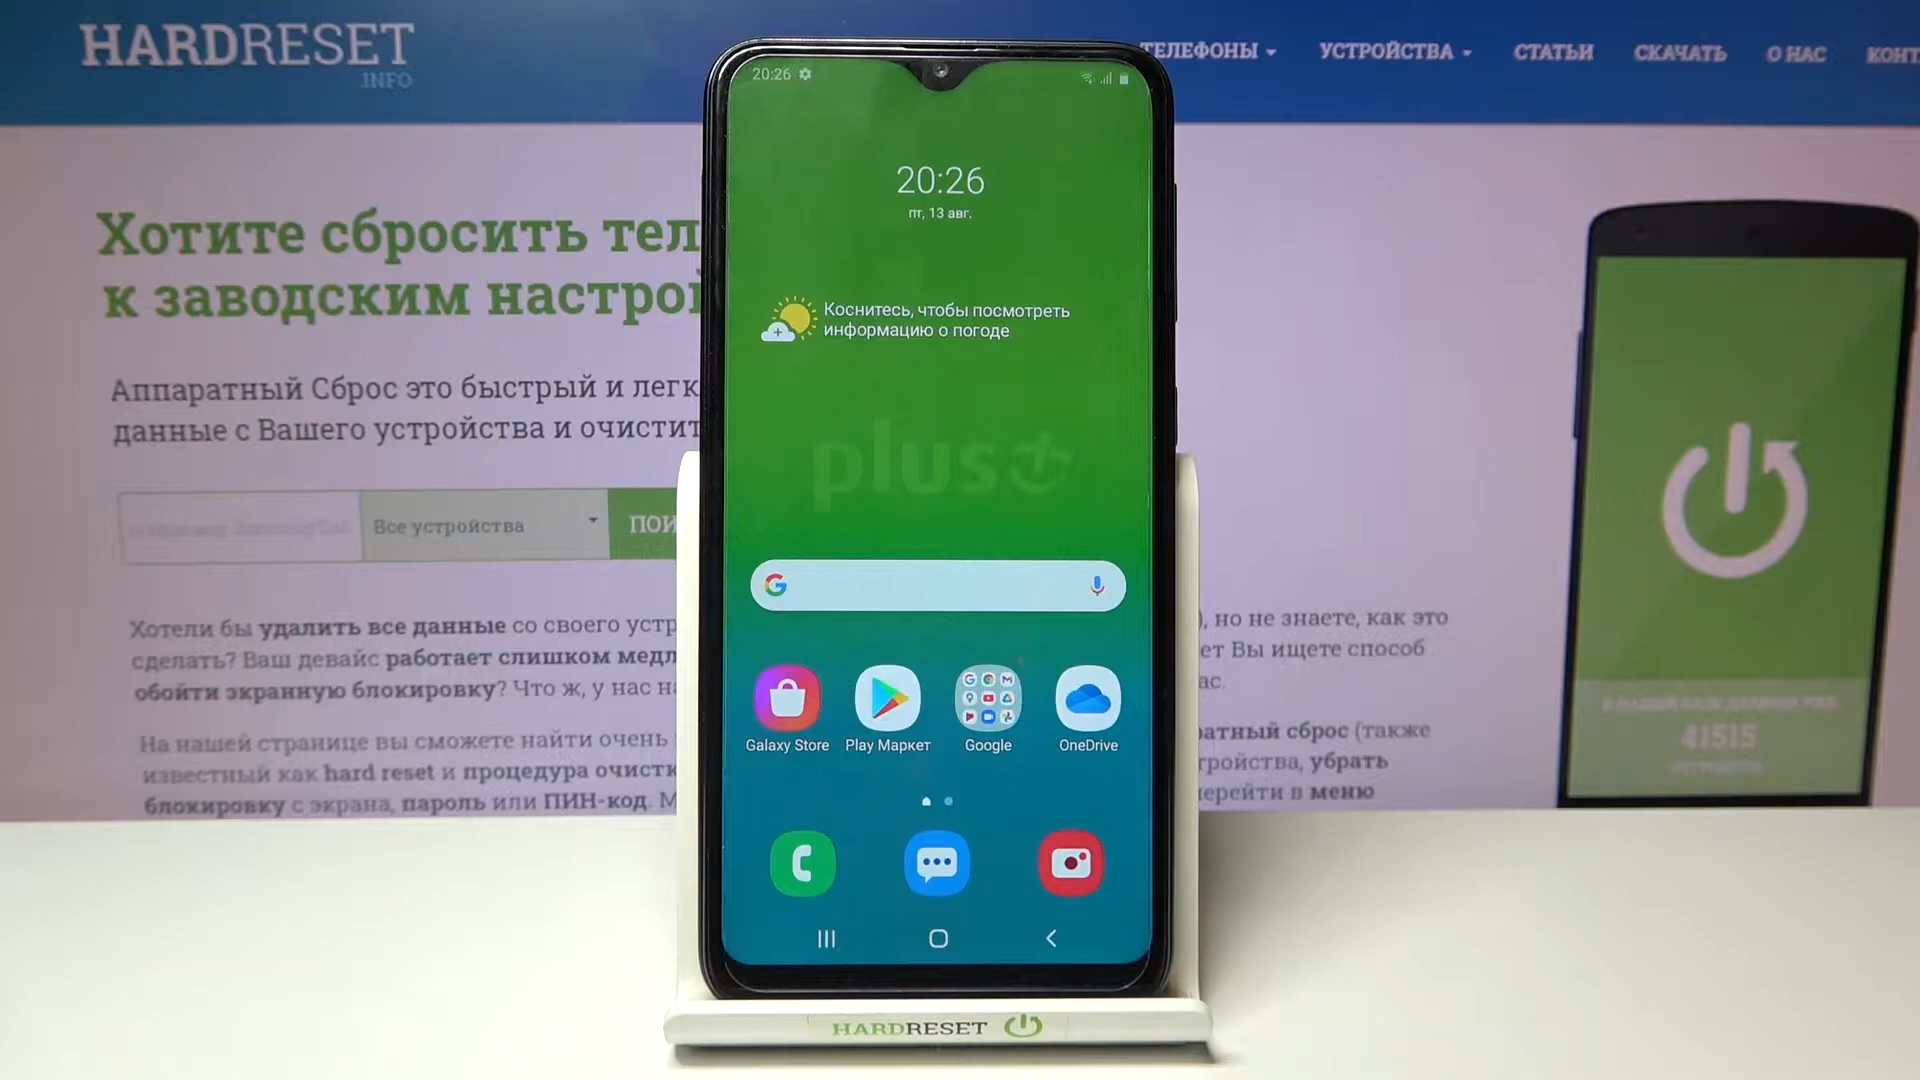 HARDRESET
.INFO
ТЕЛЕФОНЫ
УСТРОЙСТВА
СТАТЬИ
СКАЧАТЬ
О НАС
КОНТ
Хотите сбросить тел
к заводским настрой
Аппаратный Сброс это быстрый и легк
данные с Вашего устройства и очистит
Все устройства
ПОИ
Хотели бы удалить все данные со своего устр
сделать? Ваш девайс работает слишком медл
обойти экранную блокировку? Что ж, у нас на
На нашей странице вы сможете найти очень
известный как hard reset и процедура очистк
блокировку с экрана, пароль или ПИН-код. М
20:26
20:26
пт, 13 авг.
Коснитесь, чтобы посмотреть
информацию о погоде
plus
Galaxy Store
Play Маркет
Google
OneDrive
HARDRESET
), но не знаете, как это
ет Вы ищете способ
ас.
ратный сброс (также
тройства, убрать
перейти в меню
41515